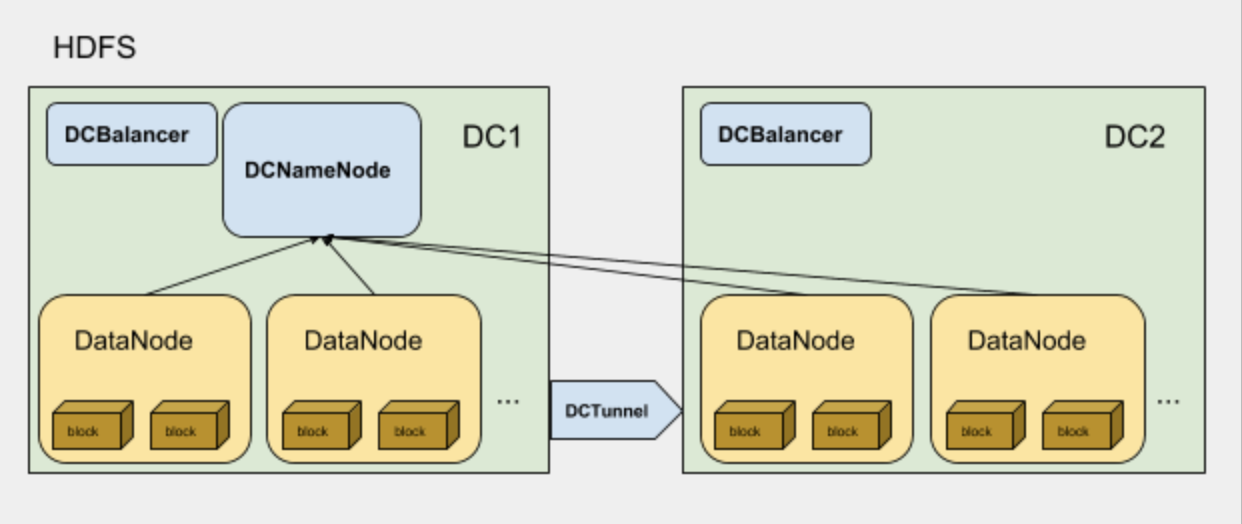 HDFS
DCBalancer
DCNameNode
DC1
DataNode
block
block
DataNode
block
block
...
DCTunnel
DCBalancer
DC2
DataNode
block
block
DataNode
block
block
...